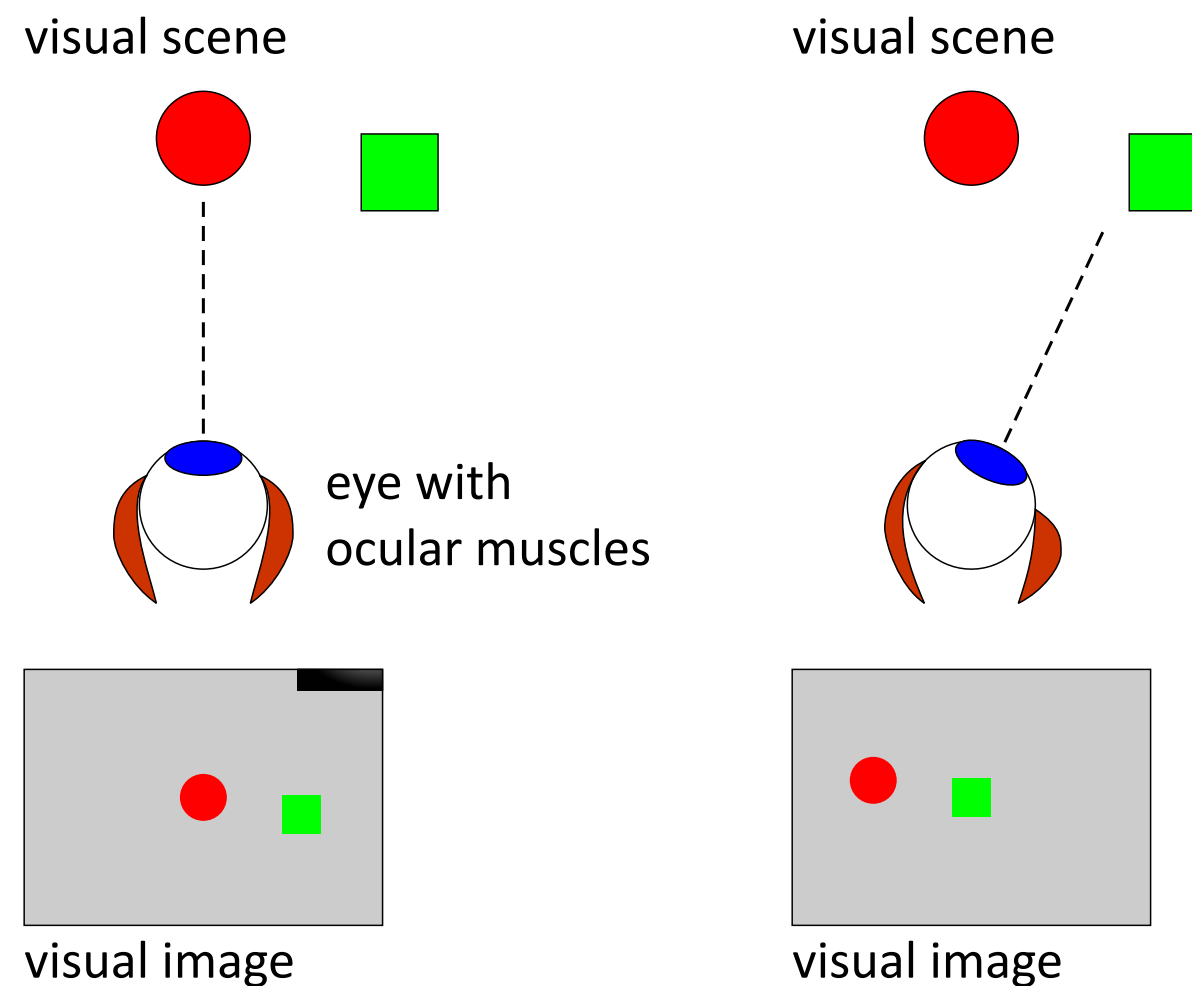 visual scene
visual scene
eye with
ocular muscles
visual image
visual image